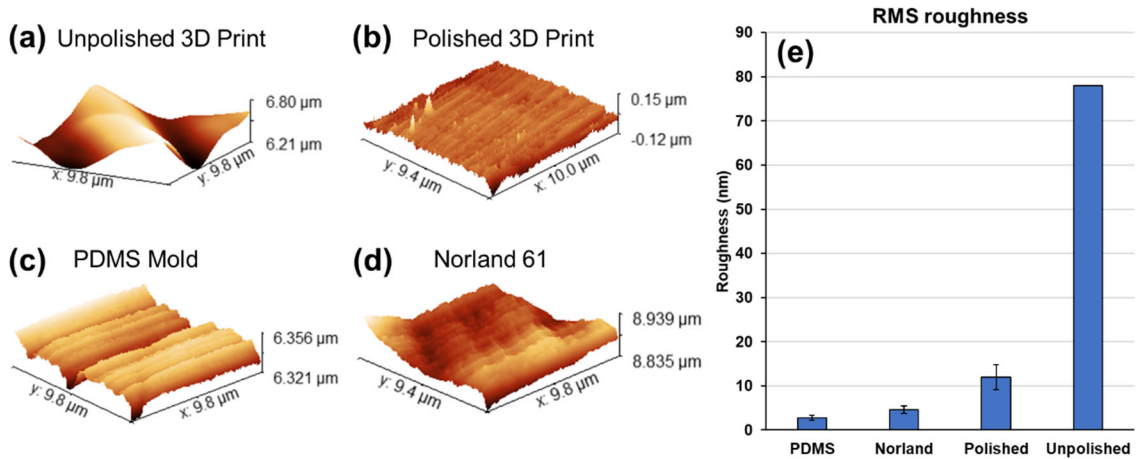 (a) Unpolished 3D Print
6.80 µm
6.21 µm
x: 9.8 µm
y: 9.8 µm
(b) Polished 3D Print
0.15 µm
-0.12 µm
y: 9.4 µm
x: 10.0 µm
(c) PDMS Mold
6.356 µm
6.321 µm
y: 9.8 µm
x: 9.8 µm
(d) Norland 61
8.939 µm
8.835 µm
y: 9.4 µm
x: 9.8 µm
RMS roughness
(e)
Roughness (nm)
90
80
70
60
50
40
30
20
10
0
PDMS Norland Polished Unpolished